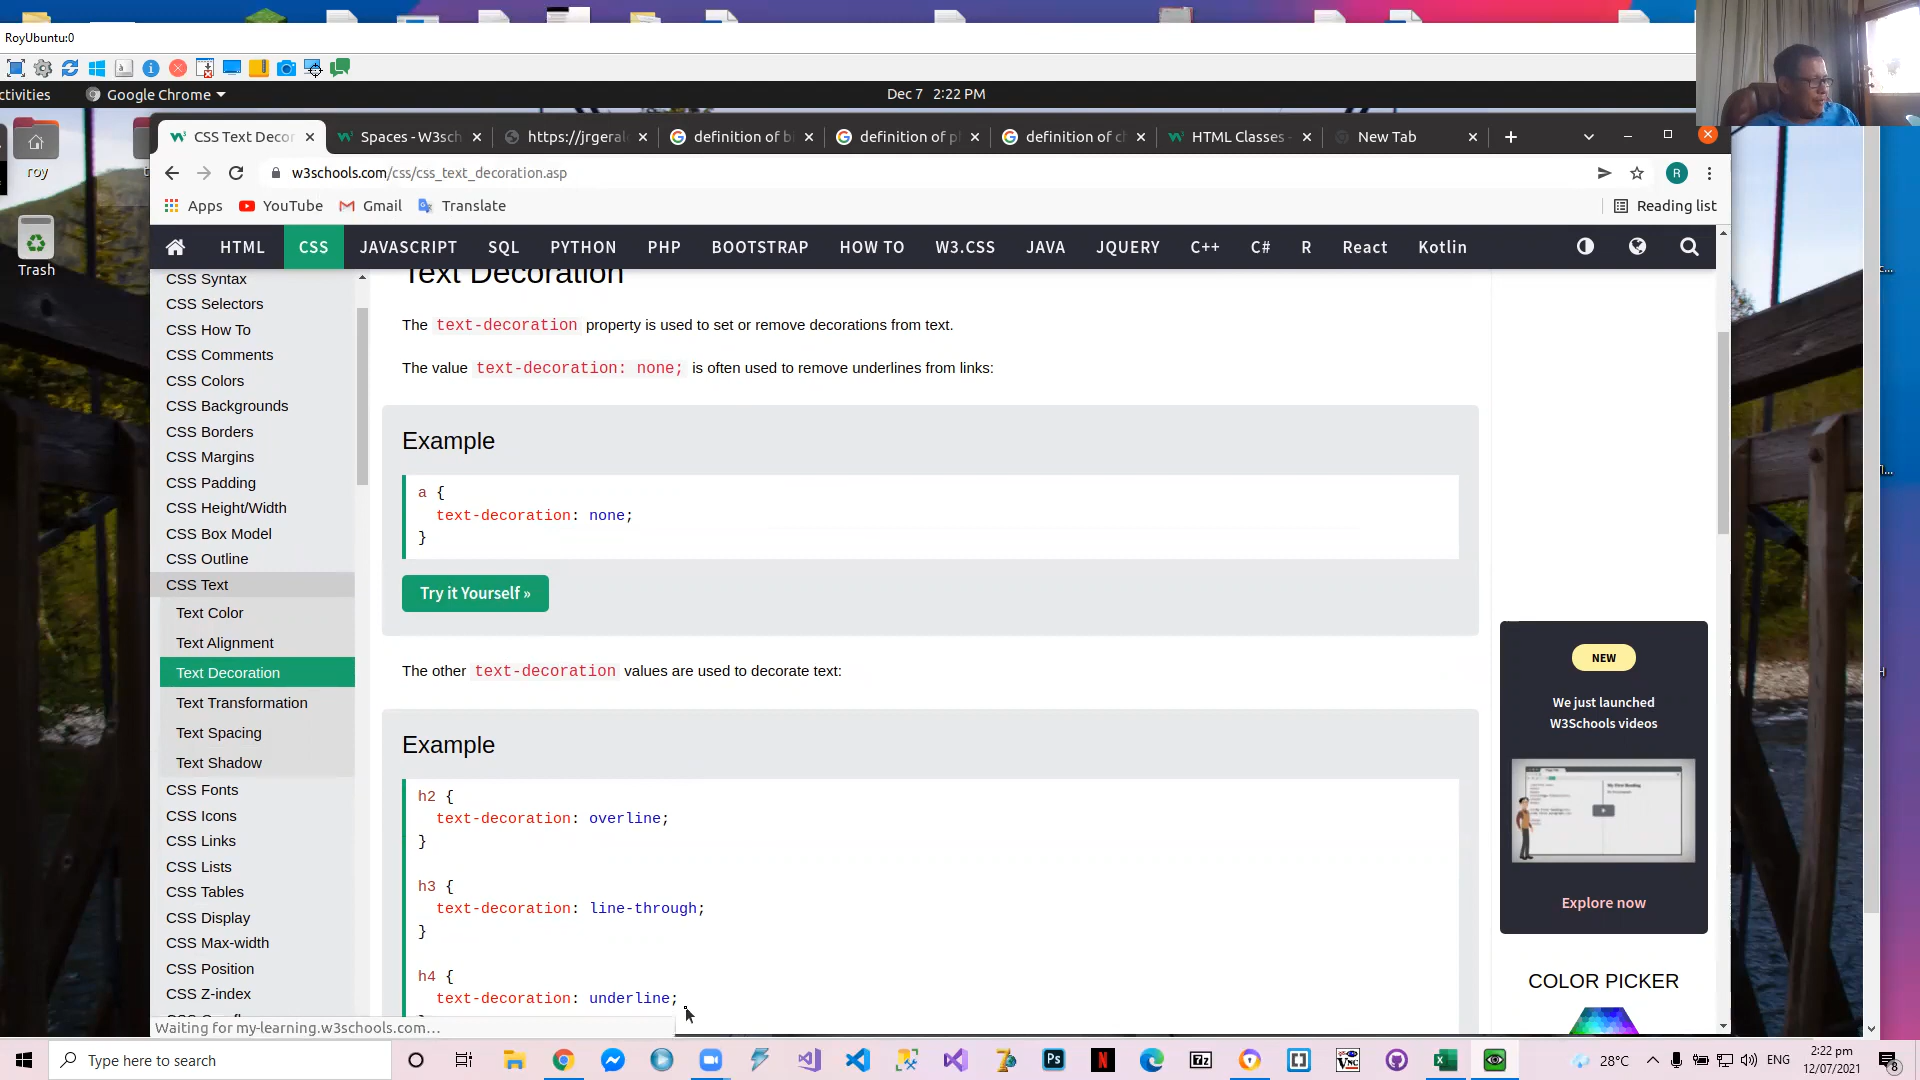 RoyUbuntu:0
ctivities
Google Chrome
Dec 7 2:22 PM
CSS Text Decor
Spaces - W3sch
https://jrgeral
definition of b
definition of p
definition of c
HTML Classes -
New Tab
w3schools.com/css/css_text_decoration.asp
R
Apps
YouTube
Gmail
Translate
Reading list
roy
Trash
HTML
CSS
JAVASCRIPT
SQL
PYTHON
PHP
BOOTSTRAP
HOW TO
W3.CSS
JAVA
JQUERY
C++
C#
R
React
Kotlin
CSS Syntax
CSS Selectors
CSS How To
CSS Comments
CSS Colors
CSS Backgrounds
CSS Borders
CSS Margins
CSS Padding
CSS Height/Width
CSS Box Model
CSS Outline
CSS Text
Text Color
Text Alignment
Text Decoration
Text Transformation
Text Spacing
Text Shadow
CSS Fonts
CSS Icons
CSS Links
CSS Lists
CSS Tables
CSS Display
CSS Max-width
CSS Position
CSS Z-index
Text Decoration
The text-decoration property is used to set or remove decorations from text.
The value text-decoration: none; is often used to remove underlines from links:
Example
a {
text-decoration: none;
}
Try it Yourself »
The other text-decoration values are used to decorate text:
Example
h2 {
text-decoration: overline;
}
h3 {
text-decoration: line-through;
}
h4 {
text-decoration: underline;
NEW
We just launched
W3Schools videos
Explore now
COLOR PICKER
Waiting for my-learning.w3schools.com...
Type here to search
Ps
N
7z
28°C
ENG
2:22 pm
12/07/2021
8